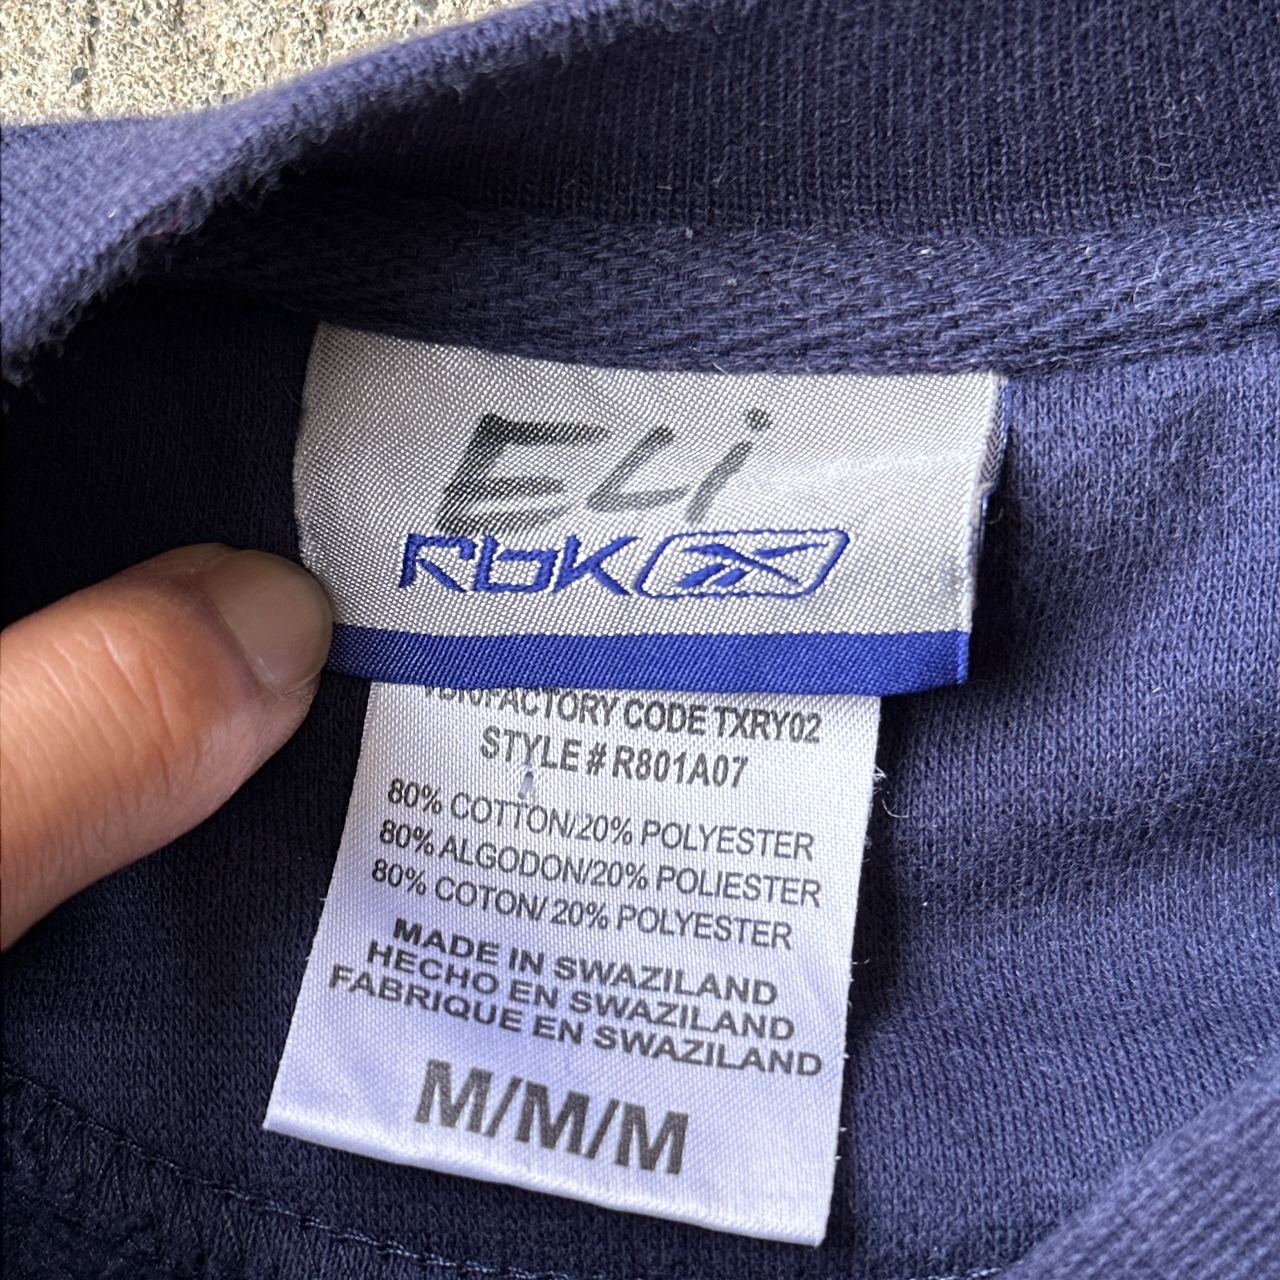 ELi
RbK
FACTORY CODE TXRY02
STYLE # R801A07
80% COTTON/20% POLYESTER
80% ALGODON/20% POLIESTER
80% COTON/ 20% POLYESTER
MADE IN SWAZILAND
HECHO EN SWAZILAND
FABRIQUE EN SWAZILAND
M/M/M